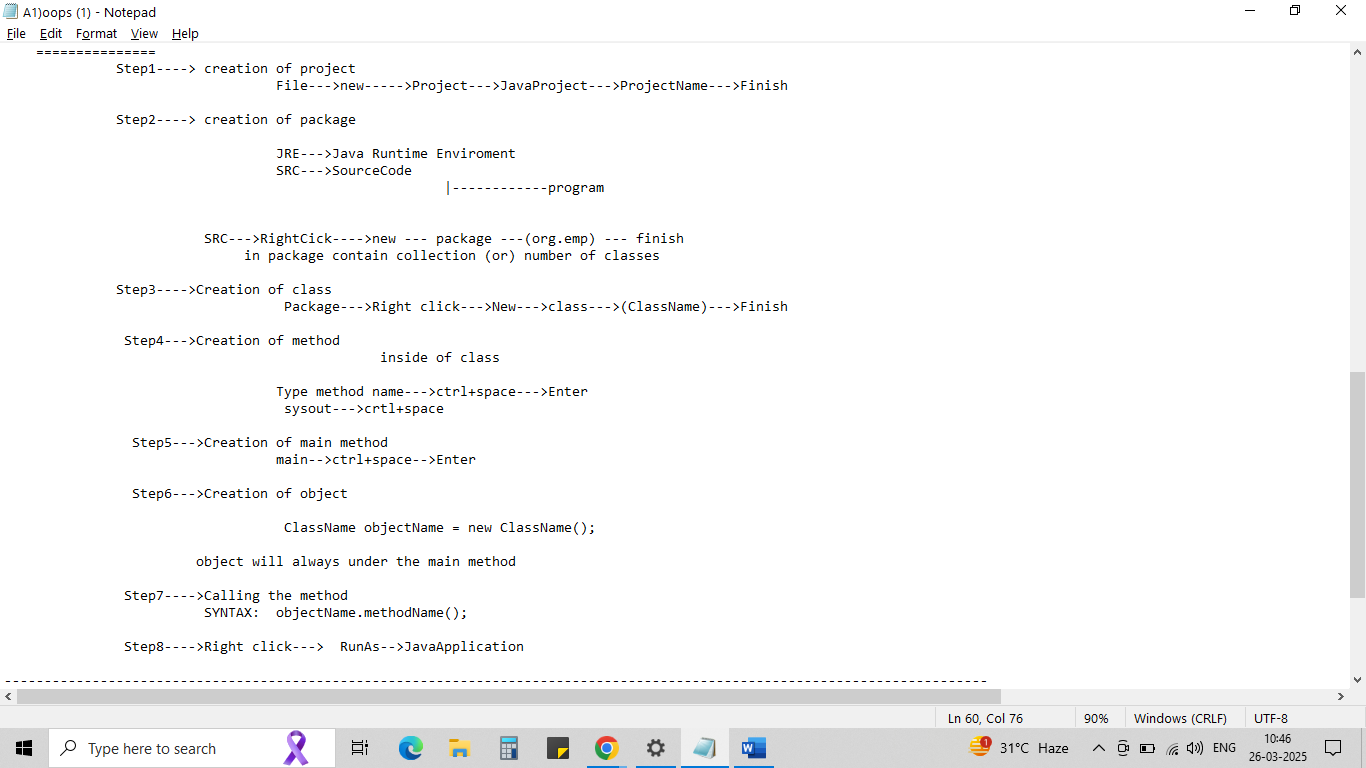 A1)oops (1) - Notepad
File Edit Format View Help
===============
Step1----> creation of project
File--->new----->Project--->JavaProject--->ProjectName--->Finish
Step2----> creation of package
JRE--->Java Runtime Enviroment
SRC--->SourceCode
|------------program
SRC--->RightCick---->new --- package ---(org.emp) --- finish
in package contain collection (or) number of classes
Step3---->Creation of class
Package--->Right click--->New--->class--->(ClassName)--->Finish
Step4--->Creation of method
inside of class
Type method name--->ctrl+space--->Enter
sysout--->crtl+space
Step5--->Creation of main method
main-->ctrl+space-->Enter
Step6--->Creation of object
ClassName objectName = new ClassName();
object will always under the main method
Step7---->Calling the method
SYNTAX:  objectName.methodName();
Step8---->Right click--->  RunAs-->JavaApplication
---------------------------------------------------------------------------------------------------------------------------
Ln 60, Col 76 90% Windows (CRLF) UTF-8
Type here to search
1 31°C Haze ENG 10:46
26-03-2025